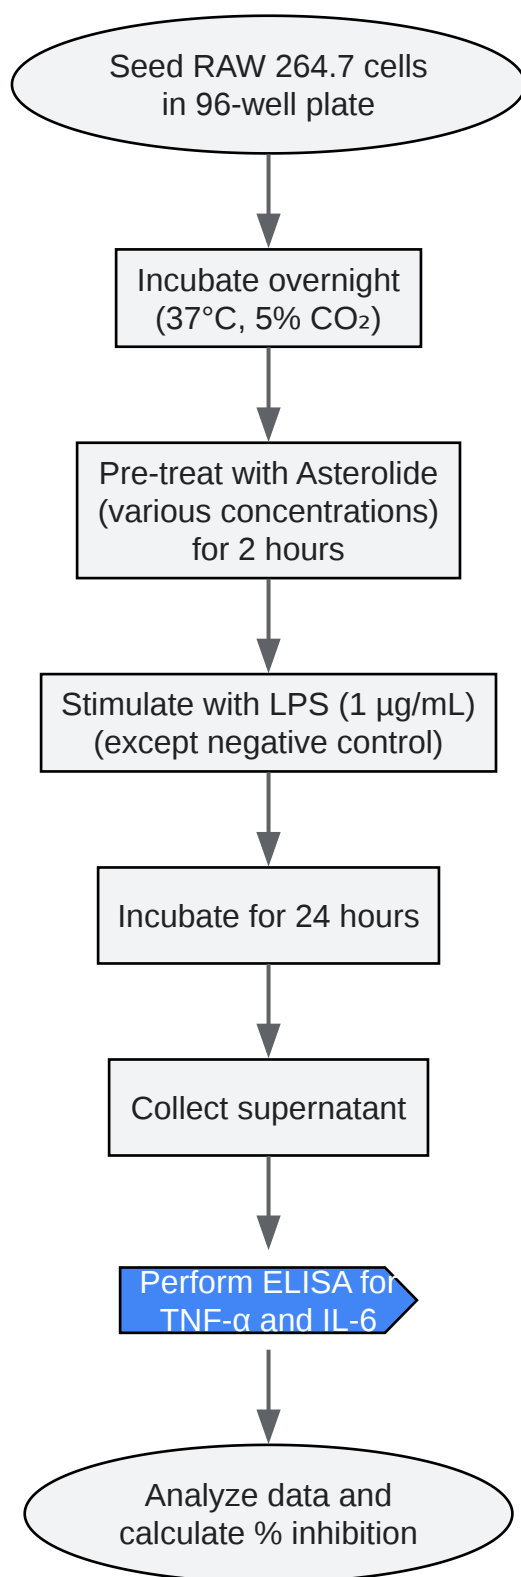 Seed RAW 264.7 cells
in 96-well plate
Incubate overnight
(37°C, 5% CO₂)
Pre-treat with Asterolide
(various concentrations)
for 2 hours
Stimulate with LPS (1 µg/mL)
(except negative control)
Incubate for 24 hours
Collect supernatant
Perform ELISA for
TNF-α and IL-6
Analyze data and
calculate % inhibition